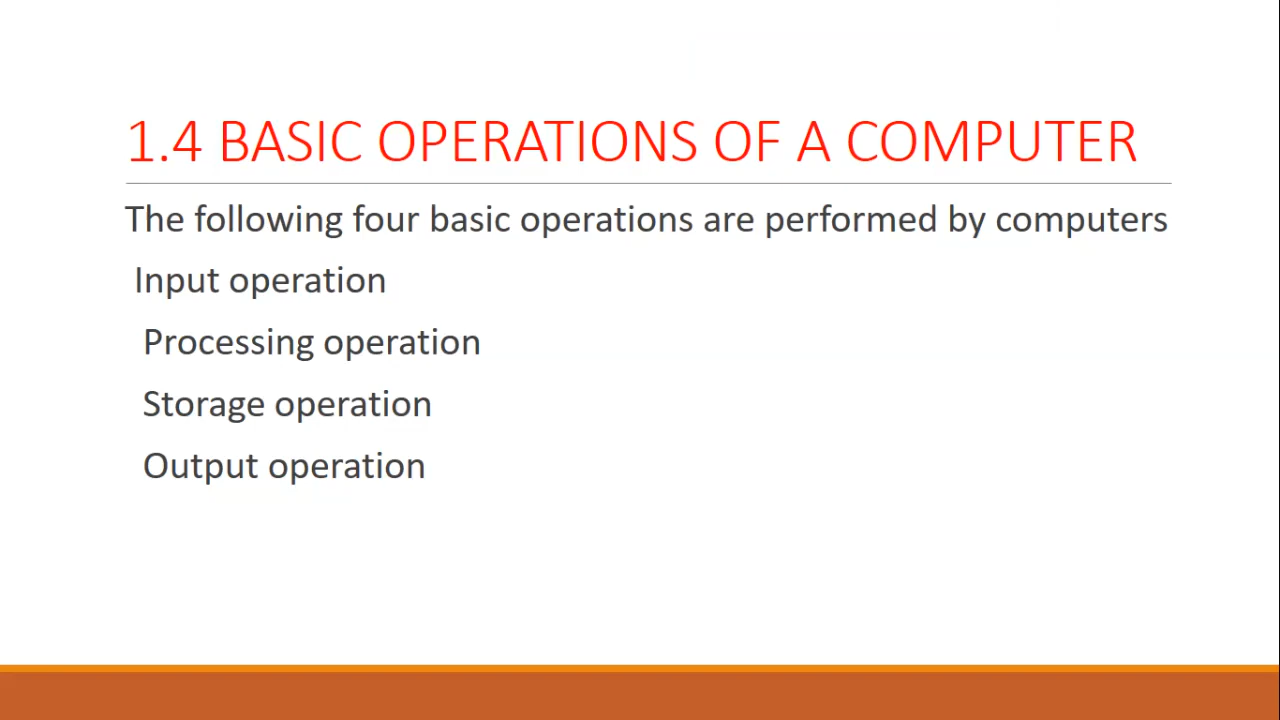 1.4 BASIC OPERATIONS OF A COMPUTER
The following four basic operations are performed by computers
Input operation
Processing operation
Storage operation
Output operation